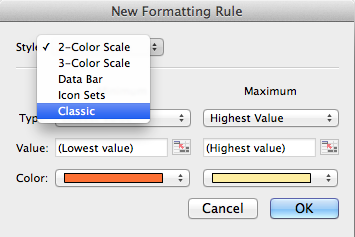 New Formatting Rule
Style
✓ 2-Color Scale
3-Color Scale
Data Bar
Icon Sets
Classic
Maximum
Highest Value
Value: (Lowest value) (Highest value)
Color:
Cancel OK